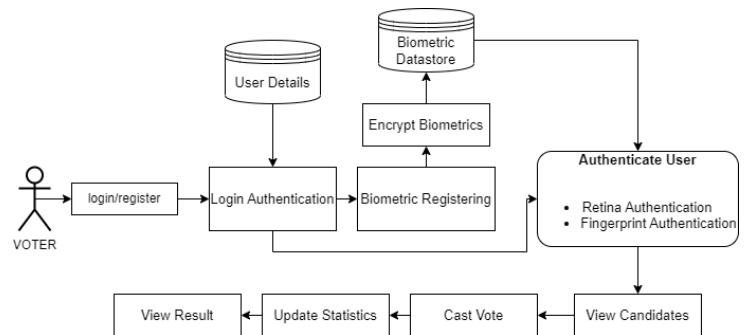 Biometric
Datastore
User Details
Encrypt Biometrics
Authenticate User
login/register
Login Authentication
Biometric Registering
• Retina Authentication
• Fingerprint Authentication
VOTER
View Result
Update Statistics
Cast Vote
View Candidates